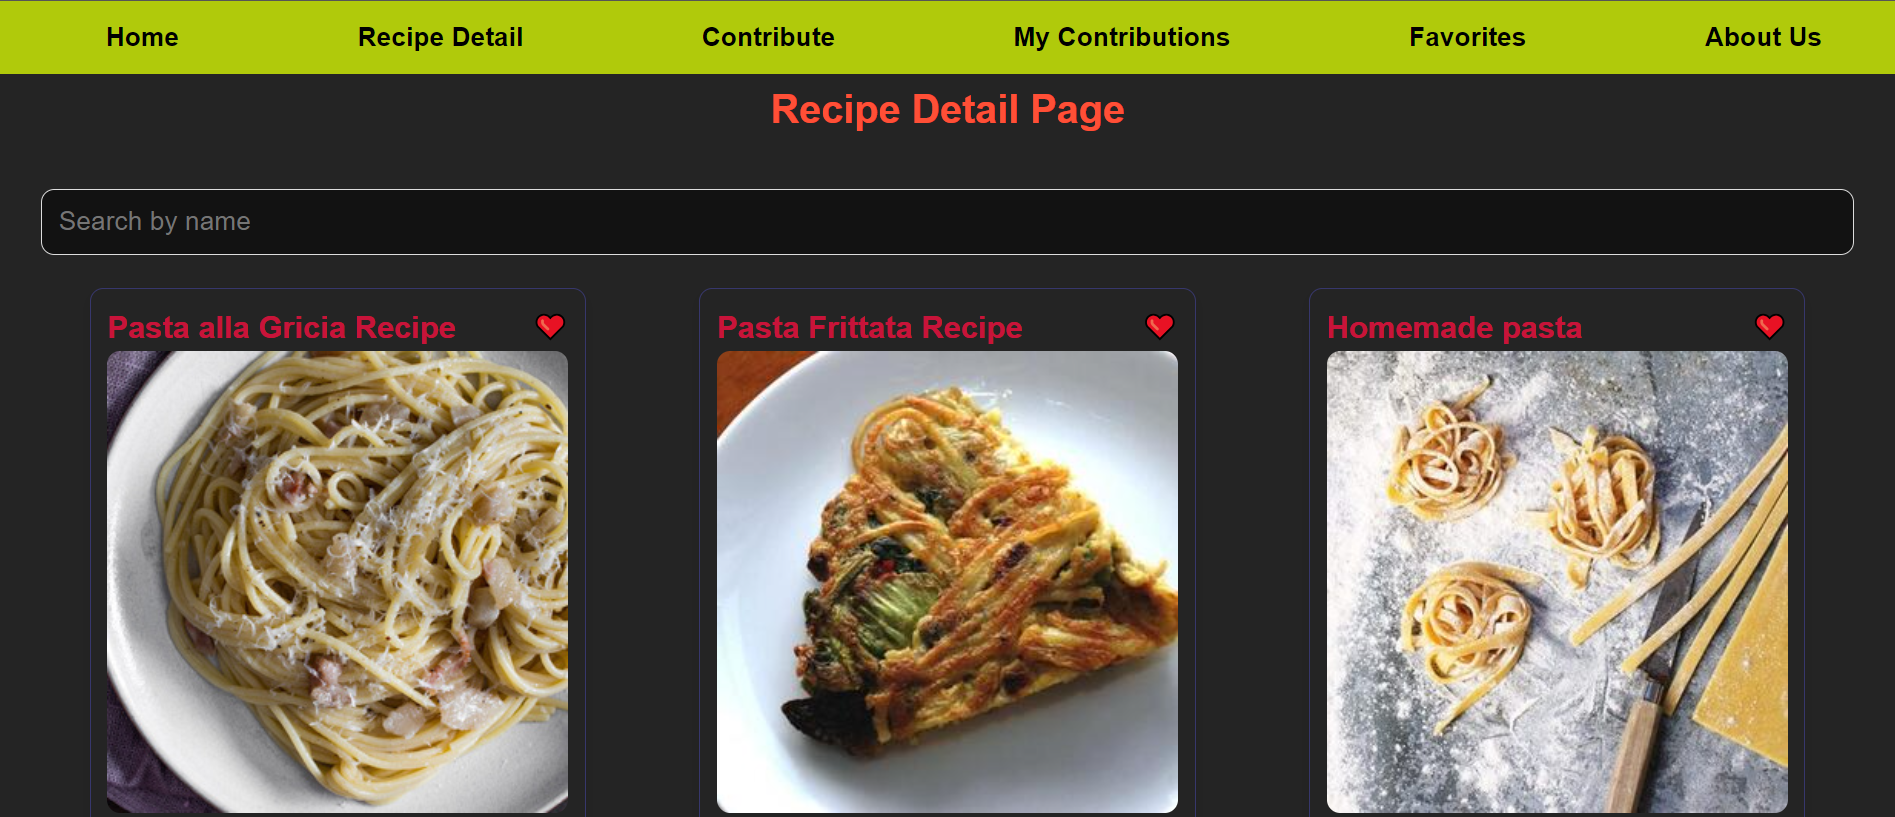 Home Recipe Detail Contribute My Contributions Favorites About Us
Recipe Detail Page
Search by name
Pasta alla Gricia Recipe
Pasta Frittata Recipe
Homemade pasta